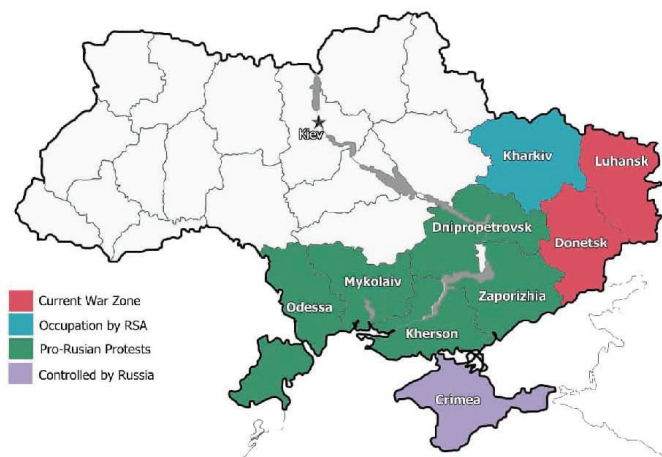 Kiev
Kharkiv
Luhansk
Dnipropetrovsk
Donetsk
Mykolaiv
Zaporizhia
Odessa
Kherson
Crimea
Current War Zone
Occupation by RSA
Pro-Rusian Protests
Controlled by Russia